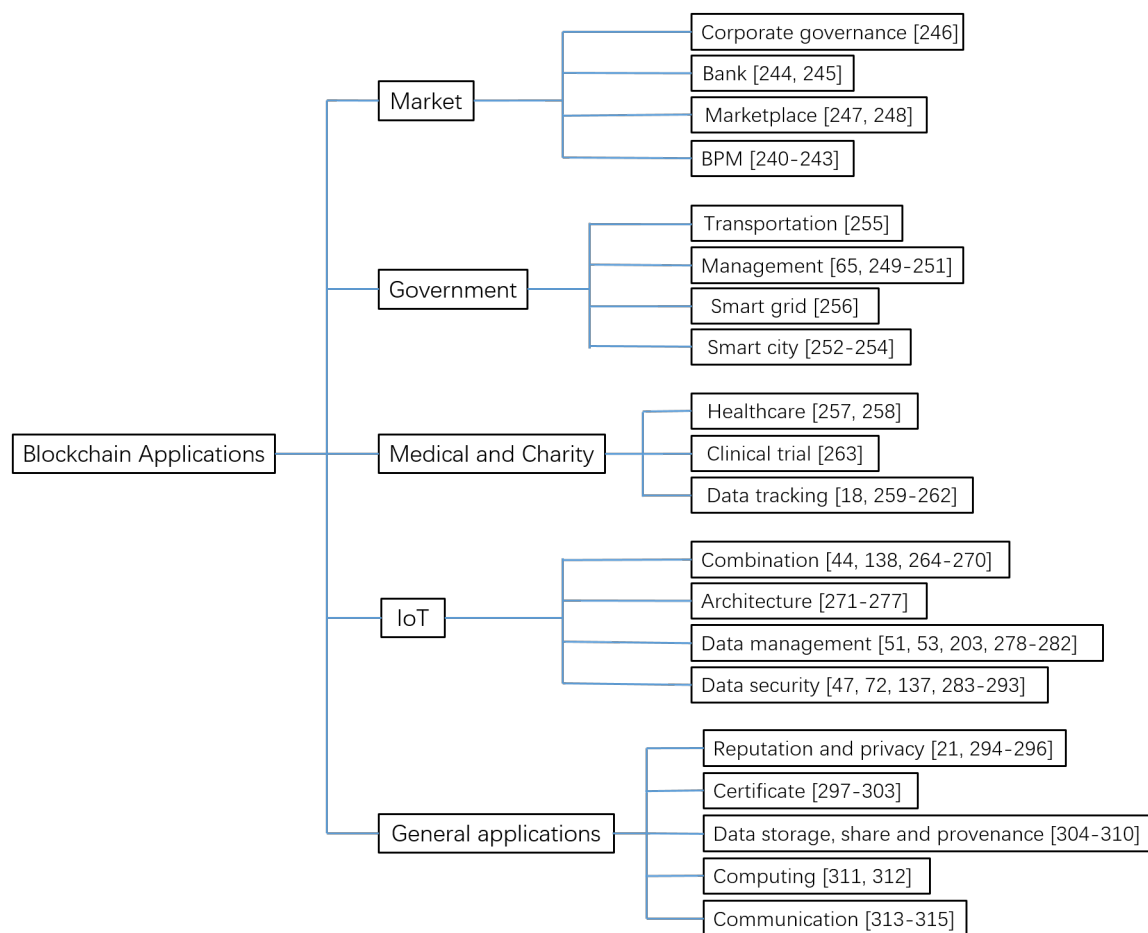 Blockchain Applications
Market
Corporate governance [246]
Bank [244, 245]
Marketplace [247, 248]
BPM [240-243]
Government
Transportation [255]
Management [65, 249-251]
Smart grid [256]
Smart city [252-254]
Medical and Charity
Healthcare [257, 258]
Clinical trial [263]
Data tracking [18, 259-262]
IoT
Combination [44, 138, 264-270]
Architecture [271-277]
Data management [51, 53, 203, 278-282]
Data security [47, 72, 137, 283-293]
General applications
Reputation and privacy [21, 294-296]
Certificate [297-303]
Data storage, share and provenance [304-310]
Computing [311, 312]
Communication [313-315]